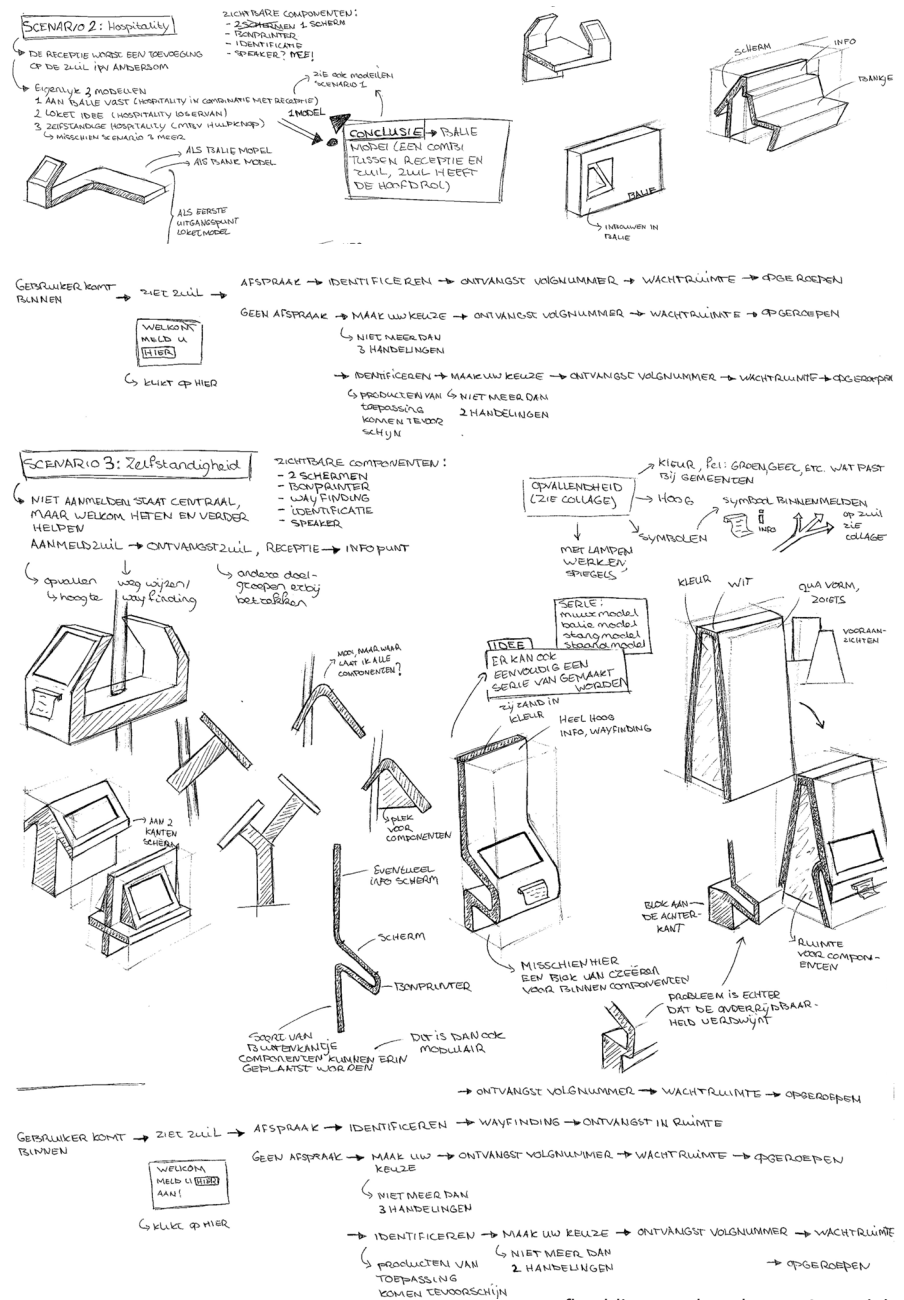 SCENARIO 2: Hospitality
DE RECEPTIE WORDT EEN TOEVOEGING
OP DE ZUIL IPV ANDERSOM
Eigenlijk 3 MODELLEN
1 AAN BALIE VAST (HOSPITALITY IN COMBINATIE MET RECEPTIE)
2 LOKET IDEE (HOSPITALITY LOS ERVAN)
3 ZELFSTANDIGE HOSPITALITY (MTBV HULPKNOP)
MISSCHIEN SCENARIO 3 MEER
ALS BALIE MODEL
ALS BANK MODEL
ALS EERSTE
UITGANGSPUNT
LOKETMODEL
ZICHTBARE COMPONENTEN:
- 2 SCHERMEN 1 SCHERM
- BONPRINTER
- IDENTIFICATIE
- SPEAKER? NEE!
ZIE OOK MODELLEN
SCENARIO 1
1 MODEL
CONCLUSIE → BALIE
MODEL (EEN COMBI
TUSSEN RECEPTIE EN
ZUIL, ZUIL HEEFT
DE HOOFDROL)
SCHERM
INFO
BANKJE
BALIE
INBOUWEN IN
BALIE
GEBRUIKER KOMT
BINNEN
→ ZIET ZUIL →
WELKOM
MELD U
HIER
KLIKT OP HIER
AFSPRAAK → IDENTIFICEREN → ONTVANGST VOLGNUMMER → WACHTRUIMTE → OPGEROEPEN
GEEN AFSPRAAK → MAAK UW KEUZE → ONTVANGST VOLGNUMMER → WACHTRUIMTE → OPGEROEPEN
NIET MEER DAN
3 HANDELINGEN
→ IDENTIFICEREN → MAAK UW KEUZE → ONTVANGST VOLGNUMMER → WACHTRUIMTE → OPGEROEPEN
PRODUCTEN VAN
toepassing
KOMEN TEVOOR
SCHIJN
NIET MEER DAN
2 HANDELINGEN
SCENARIO 3: Zelfstandigheid
NIET AANMELDEN STAAT CENTRAAL,
MAAR WELKOM HETEN EN VERDER
HELPEN
AANMELDZUIL → ONTVANGSTZUIL, RECEPTIE → INFOPUNT
opvallen
hoogte
weg wijzen/
wayfinding
andere doel-
groepen erbij
betrekken
ZICHTBARE COMPONENTEN:
- 2 SCHERMEN
- BONPRINTER
- WAYFINDING
- IDENTIFICATIE
- SPEAKER
OPVALLENDHEID
(ZIE COLLAGE)
KLEUR, fel: GROEN, GEEL, ETC. WAT PAST
BIJ GEMEENTEN
HOOG
SYMBOLEN
SYMBOOL BINNENMELDEN
i
INFO
OP ZUIL
ZIE
COLLAGE
MET LAMPEN
WERKEN,
SPIEGELS
MOOI, MAAR WAAR
LAAT IK ALLE
COMPONENTEN?
SERIE:
muurmodel
balie model
stang model
staand model
IDEE
ER KAN OOK
EENVOUDIG EEN
SERIE VAN GEMAAKT
WORDEN
ZIJ RAND IN
KLEUR
HEEL HOOG
INFO, WAYFINDING
KLEUR
WIT
QUA VORM,
ZOIETS
VOORAAN-
ZICHTEN
AAN 2
KANTEN
SCHERM
PLEK
VOOR
COMPONENTEN
EVENTUEEL
INFO SCHERM
SCHERM
BONPRINTER
SOORT VAN
BUITENKANTJE
COMPONENTEN KUNNEN ERIN
GEPLAATST WORDEN
DIT IS DAN OOK
MODULAIR
MISSCHIEN HIER
EEN BLOK VAN CREËREN
VOOR BINNEN COMPONENTEN
BLOK AAN
DE ACHTER-
KANT
RUIMTE
VOOR COMPON-
ENTEN
PROBLEEM IS ECHTER
DAT DE ONDERRIJDBAAR-
HEID VERDWIJNT
→ ONTVANGST VOLGNUMMER → WACHTRUIMTE → OPGEROEPEN
GEBRUIKER KOMT
BINNEN
→ ZIET ZUIL → AFSPRAAK → IDENTIFICEREN → WAYFINDING → ONTVANGST IN RUIMTE
WELKOM
MELD U HIER
AAN!
KLIKT OP HIER
GEEN AFSPRAAK → MAAK UW → ONTVANGST VOLGNUMMER → WACHTRUIMTE → OPGEROEPEN
KEUZE
NIET MEER DAN
3 HANDELINGEN
→ IDENTIFICEREN → MAAK UW KEUZE → ONTVANGST VOLGNUMMER → WACHTRUIMTE
→ OPGEROEPEN
PRODUCTEN VAN
TOEPASSING
KOMEN TEVOORSCHIJN
NIET MEER DAN
2 HANDELINGEN